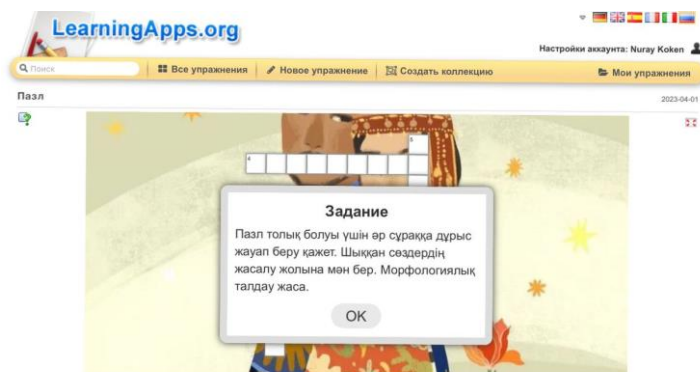 LearningApps.org
Настройки аккаунта: Nuray Koken
Поиск
Все упражнения
Новое упражнение
Создать коллекцию
Мои упражнения
Пазл
2023-04-01
Задание
Пазл толық болуы үшін әр сұраққа дұрыс
жауап беру қажет. Шыққан сөздердің
жасалу жолына мән бер. Морфологиялық
талдау жаса.
OK